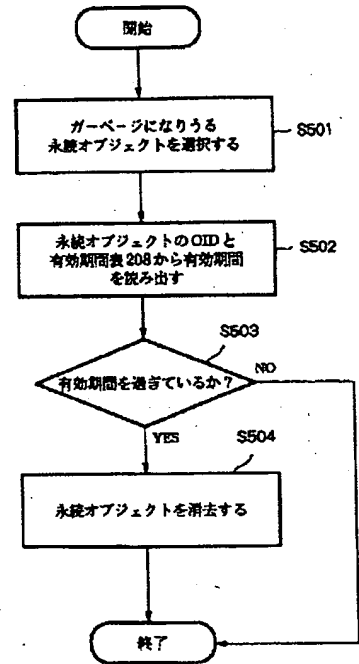 開始
ガーベージになりうる
永続オブジェクトを選択する
S501
永続オブジェクトのOIDと
有効期間表208から有効期間
を読み出す
S502
S503
有効期間を過ぎているか?
NO
YES
S504
永続オブジェクトを消去する
終了